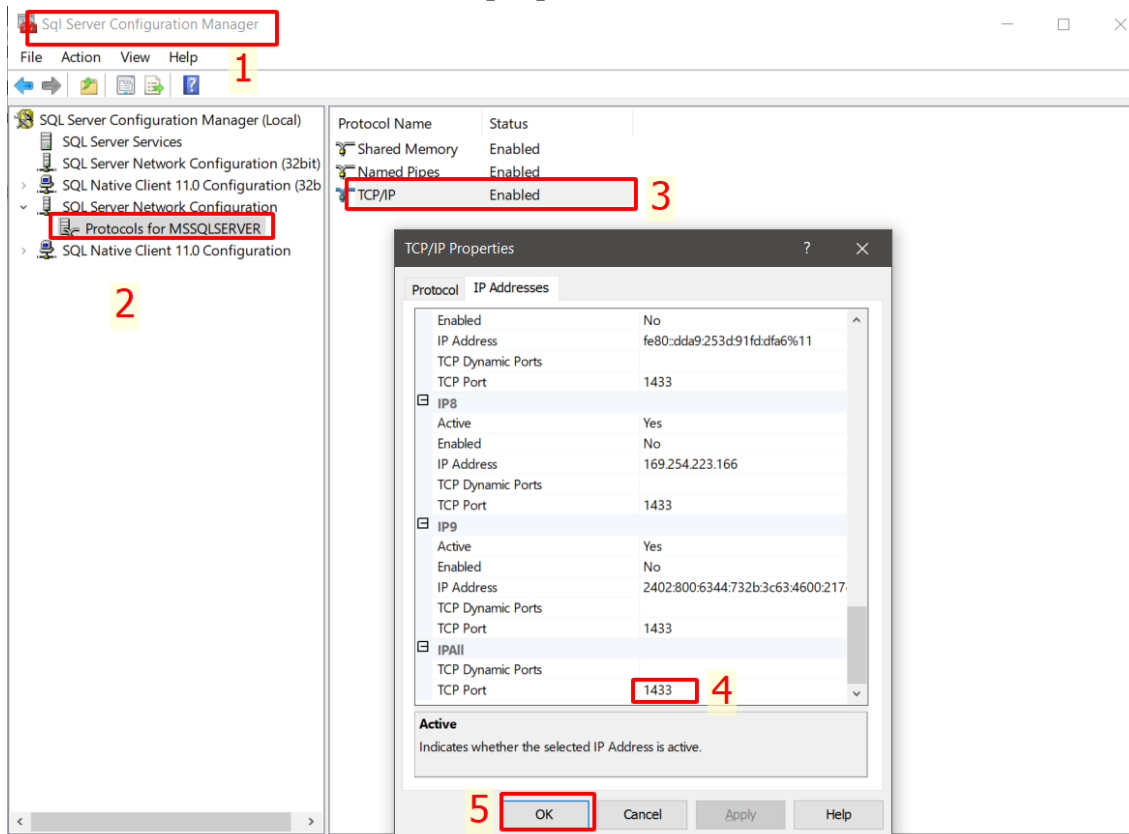 Sql Server Configuration Manager
1
File Action View Help
SQL Server Configuration Manager (Local)
SQL Server Services
SQL Server Network Configuration (32bit)
SQL Native Client 11.0 Configuration (32b
SQL Server Network Configuration
Protocols for MSSQLSERVER
SQL Native Client 11.0 Configuration
2
Protocol Name Status
Shared Memory Enabled
Named Pipes Enabled
TCP/IP Enabled
3
TCP/IP Properties ?
Protocol IP Addresses
Enabled No
IP Address fe80::dda9:253d:91fd:dfa6%11
TCP Dynamic Ports
TCP Port 1433
IP8
Active Yes
Enabled No
IP Address 169.254.223.166
TCP Dynamic Ports
TCP Port 1433
IP9
Active Yes
Enabled No
IP Address 2402:800:6344:732b:3c63:4600:217
TCP Dynamic Ports
TCP Port 1433
IPAll
TCP Dynamic Ports
TCP Port 1433
4
Active
Indicates whether the selected IP Address is active.
5
OK Cancel Apply Help